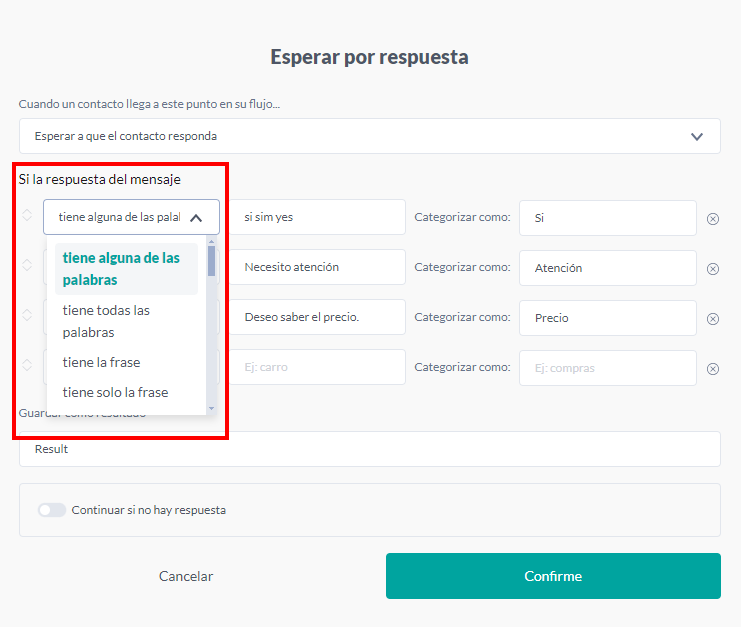 Esperar por respuesta
Cuando un contacto llega a este punto en su flujo...
Esperar a que el contacto responda
Si la respuesta del mensaje
tiene alguna de las palal
si sim yes
Categorizar como:
Si
tiene alguna de las
palabras
Necesito atención
Categorizar como:
Atención
tiene todas las
palabras
Deseo saber el precio.
Categorizar como:
Precio
tiene la frase
Ej: carro
Categorizar como:
Ej: compras
tiene solo la frase
Guardar como resultado
Result
Continuar si no hay respuesta
Cancelar
Confirme